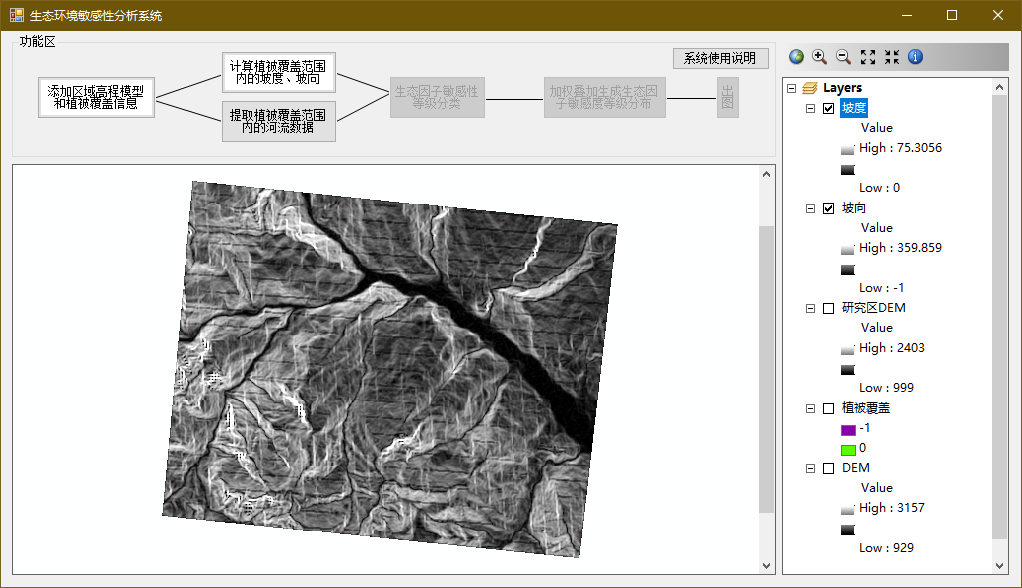 生态环境敏感性分析系统
功能区
添加区域高程模型
和植被覆盖信息
计算植被覆盖范围
内的坡度、坡向
提取植被覆盖范围
内的河流数据
生态因子敏感性
等级分类
加权叠加生成生态因
子敏感度等级分布
出
图
系统使用说明
Layers
坡度
Value
High : 75.3056
Low : 0
坡向
Value
High : 359.859
Low : -1
研究区DEM
Value
High : 2403
Low : 999
植被覆盖
-1
0
DEM
Value
High : 3157
Low : 929